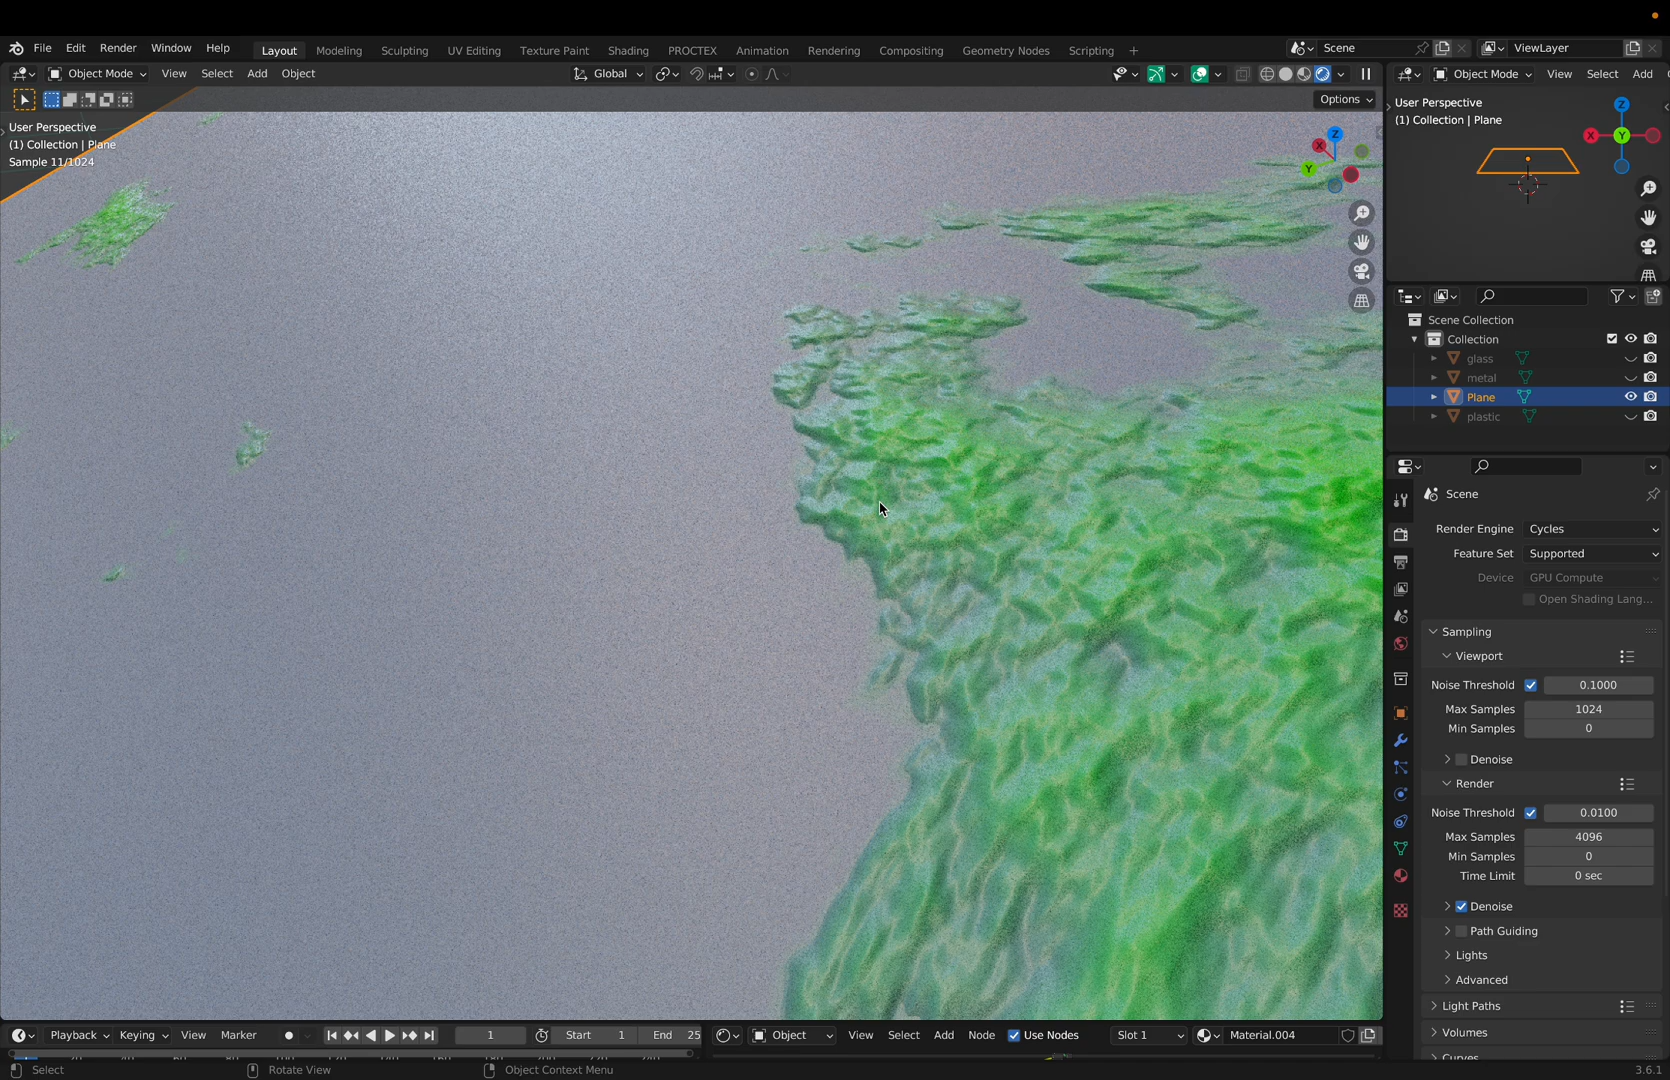 File Edit Render Window Help Layout Modeling Sculpting UV Editing Texture Paint Shading PROCTEX Animation Rendering Compositing Geometry Nodes Scripting + Scene ViewLayer
Object Mode View Select Add Object Global Object Mode View Select Add
Options
User Perspective
(1) Collection | Plane
Sample 11/1024
Z
X
Y
User Perspective
(1) Collection | Plane
Z
X
Y
Scene Collection
Collection
glass
metal
Plane
plastic
Scene
Render Engine Cycles
Feature Set Supported
Device GPU Compute
Open Shading Lang...
Sampling
Viewport
Noise Threshold 0.1000
Max Samples 1024
Min Samples 0
Denoise
Render
Noise Threshold 0.0100
Max Samples 4096
Min Samples 0
Time Limit 0 sec
Denoise
Path Guiding
Lights
Advanced
Light Paths
Volumes
Curves
Playback Keying View Marker 1 Start 1 End 25 Object View Select Add Node Use Nodes Slot 1 Material.004
Select Rotate View Object Context Menu 3.6.1